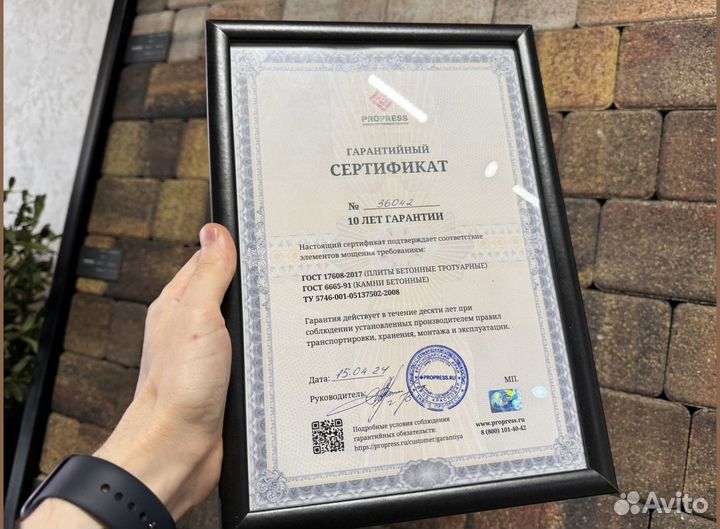 PROPRESS
ГАРАНТИЙНЫЙ
СЕРТИФИКАТ
№ 36042
10 ЛЕТ ГАРАНТИИ
Настоящий сертификат подтверждает соответствие
элементов мощения требованиям:
ГОСТ 17608-2017 (ПЛИТЫ БЕТОННЫЕ ТРОТУАРНЫЕ)
ГОСТ 6665-91 (КАМНИ БЕТОННЫЕ)
ТУ 5746-001-05137502-2008
Гарантия действует в течение десяти лет при
соблюдении установленных производителем правил
транспортировки, хранения, монтажа и эксплуатации.
Дата: 15.04.24
Руководитель
PROPRESS.RU
МП.
Подробные условия соблюдения
гарантийных обязательств:
https://propress.ru/customer/garantiya
www.propress.ru
8 (800) 101-40-42
Avito